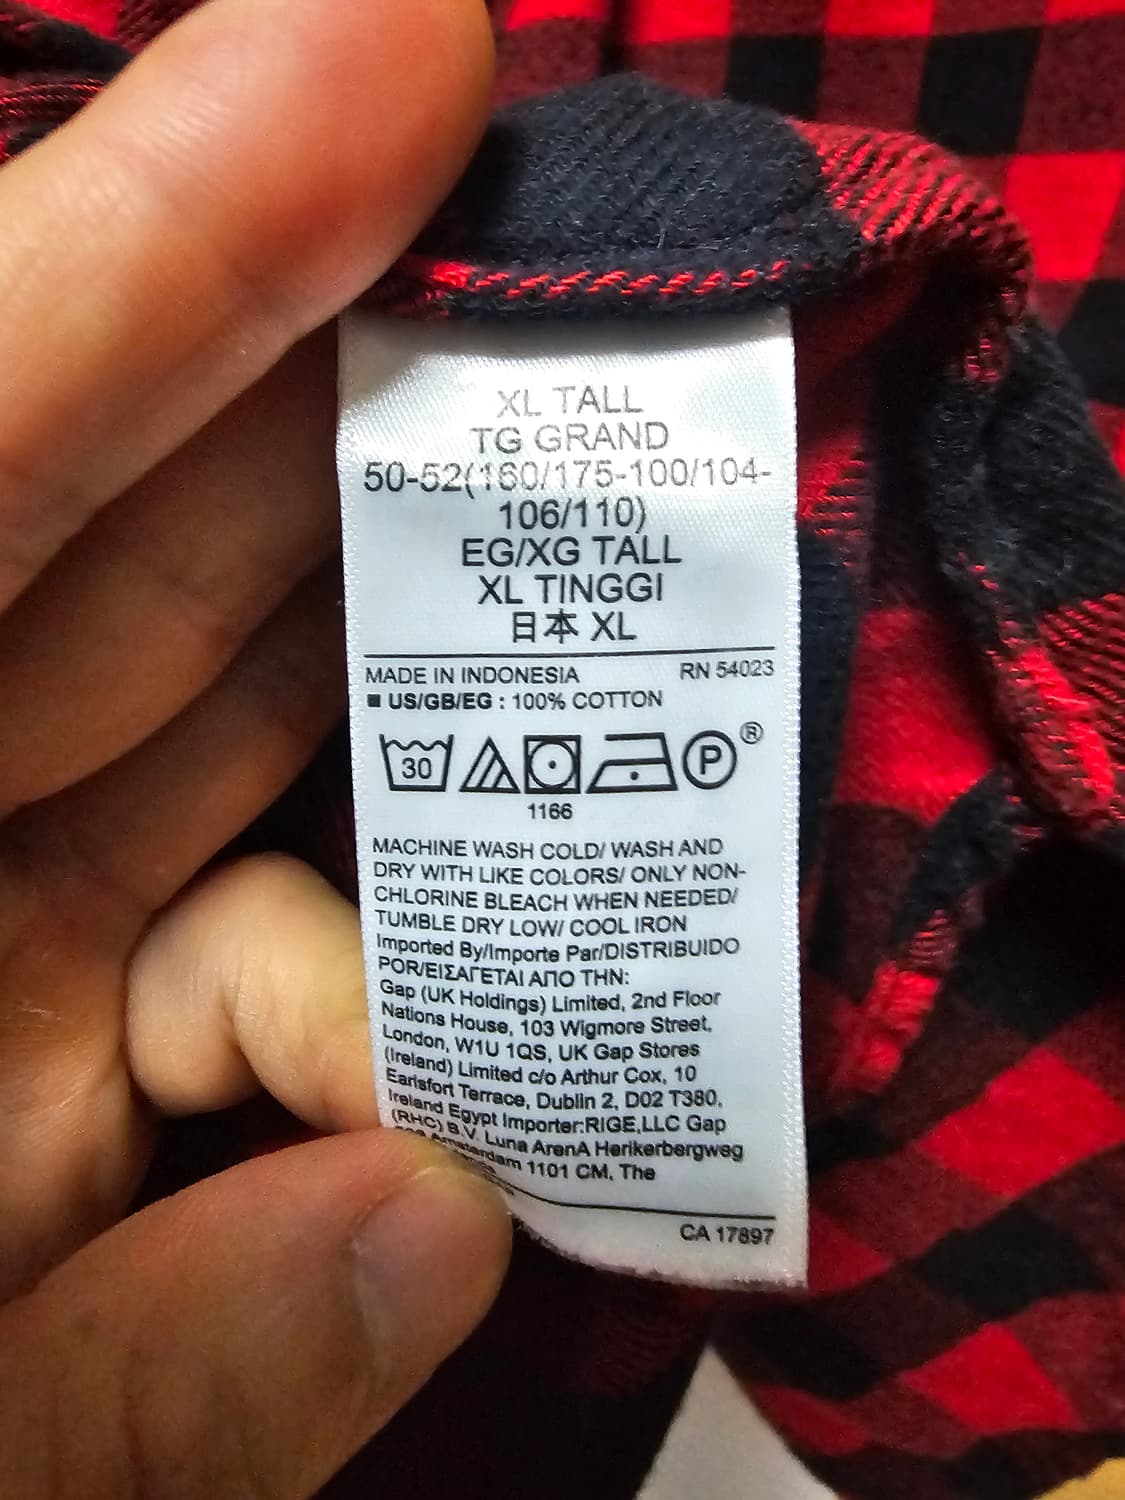 XL TALL
TG GRAND
50-52(160/175-100/104-
106/110)
EG/XG TALL
XL TINGGI
日本 XL
MADE IN INDONESIA RN 54023
■ US/GB/EG : 100% COTTON
30 P ®
1166
MACHINE WASH COLD/ WASH AND
DRY WITH LIKE COLORS/ ONLY NON-
CHLORINE BLEACH WHEN NEEDED/
TUMBLE DRY LOW/ COOL IRON
Imported By/Importe Par/DISTRIBUIDO
POR/ΕΙΣΑΓΕΤΑΙ ΑΠΟ ΤΗΝ:
Gap (UK Holdings) Limited, 2nd Floor
Nations House, 103 Wigmore Street,
London, W1U 1QS, UK Gap Stores
(Ireland) Limited c/o Arthur Cox, 10
Earlsfort Terrace, Dublin 2, D02 T380,
Ireland Egypt Importer:RIGE,LLC Gap
(RHC) B.V. Luna ArenA Herikerbergweg
Amsterdam 1101 CM, The
CA 17897